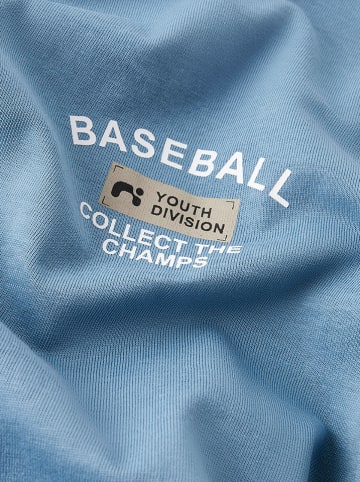 BASEBALL
YOUTH
DIVISION
COLLECT THE
CHAMPS